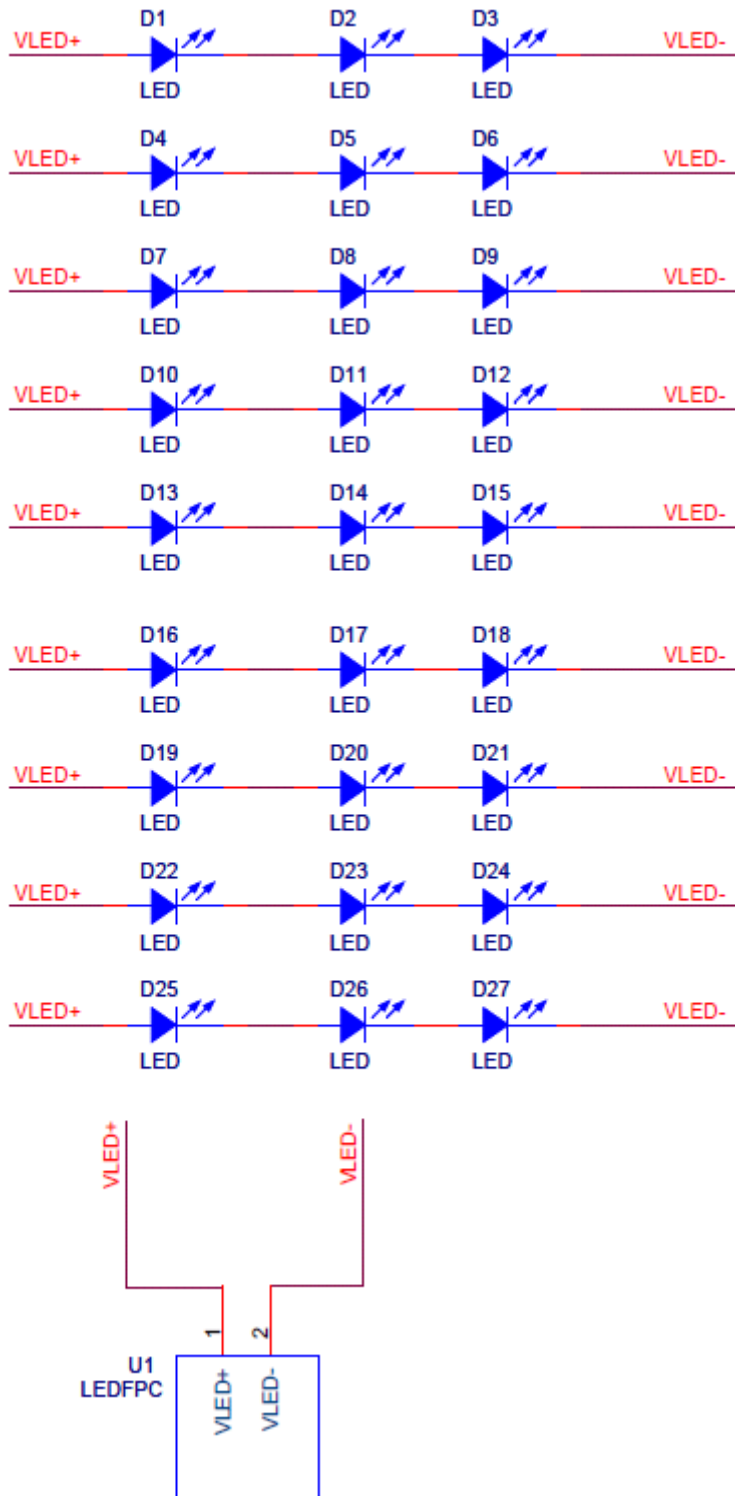 D1 D2 D3
VLED+ VLED-
LED LED LED
D4 D5 D6
VLED+ VLED-
LED LED LED
D7 D8 D9
VLED+ VLED-
LED LED LED
D10 D11 D12
VLED+ VLED-
LED LED LED
D13 D14 D15
VLED+ VLED-
LED LED LED
D16 D17 D18
VLED+ VLED-
LED LED LED
D19 D20 D21
VLED+ VLED-
LED LED LED
D22 D23 D24
VLED+ VLED-
LED LED LED
D25 D26 D27
VLED+ VLED-
LED LED LED
VLED+ VLED-
1 2
U1
LEDFPC
VLED+ VLED-